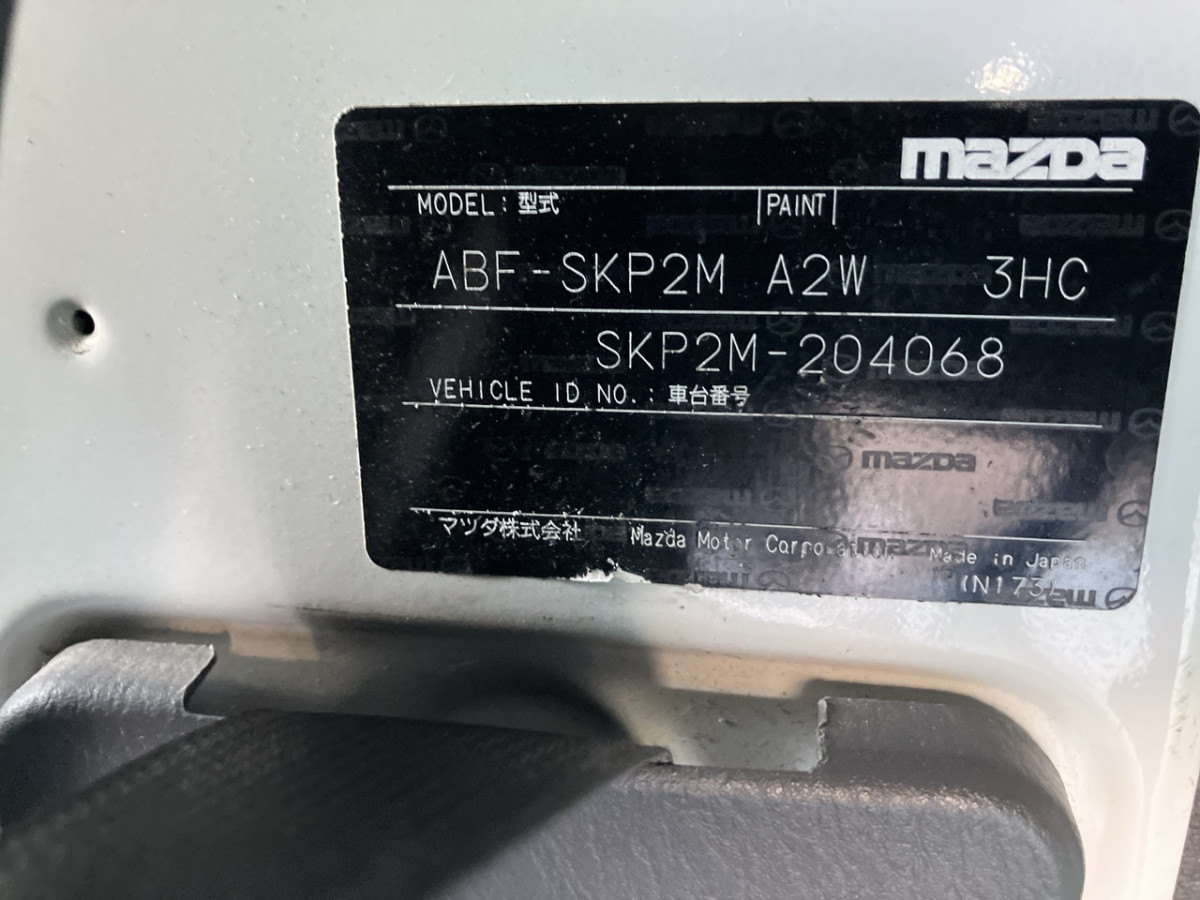 mazda
MODEL: 型式 PAINT
ABF-SKP2M A2W 3HC
SKP2M-204068
VEHICLE ID NO.: 車台番号
マツダ株式会社 Mazda Motor Corporation Made in Japan
(N173)